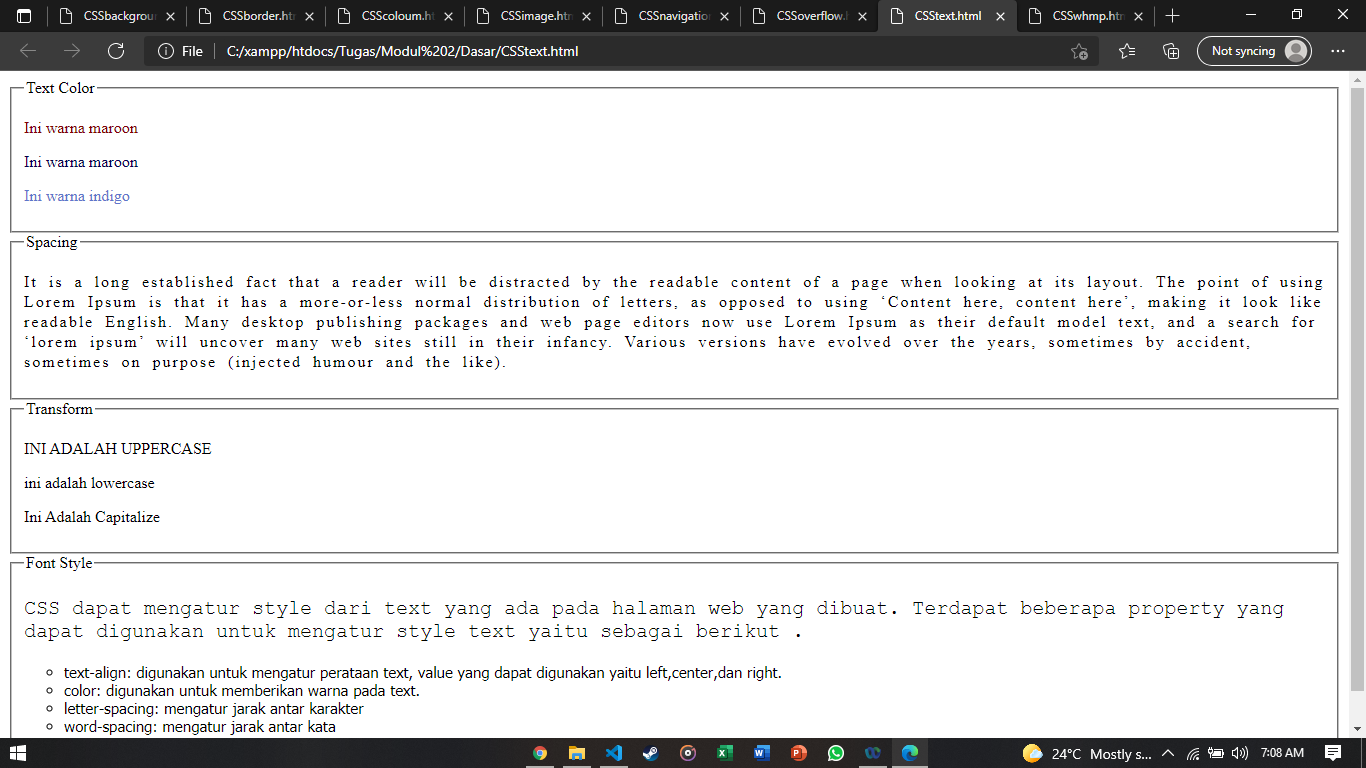 CSSbackgroun
CSSborder.ht
CSScoloum.h
CSSimage.htm
CSSnavigatio
CSSoverflow.
CSStext.html
CSSwhmp.htm
File
C:/xampp/htdocs/Tugas/Modul%202/Dasar/CSStext.html
Not syncing
Text Color
Ini warna maroon
Ini warna maroon
Ini warna indigo
Spacing
It is a long established fact that a reader will be distracted by the readable content of a page when looking at its layout. The point of using
Lorem Ipsum is that it has a more-or-less normal distribution of letters, as opposed to using ‘Content here, content here’, making it look like
readable English. Many desktop publishing packages and web page editors now use Lorem Ipsum as their default model text, and a search for
‘lorem ipsum’ will uncover many web sites still in their infancy. Various versions have evolved over the years, sometimes by accident,
sometimes on purpose (injected humour and the like).
Transform
INI ADALAH UPPERCASE
ini adalah lowercase
Ini Adalah Capitalize
Font Style
CSS dapat mengatur style dari text yang ada pada halaman web yang dibuat. Terdapat beberapa property yang
dapat digunakan untuk mengatur style text yaitu sebagai berikut .
text-align: digunakan untuk mengatur perataan text, value yang dapat digunakan yaitu left,center,dan right.
color: digunakan untuk memberikan warna pada text.
letter-spacing: mengatur jarak antar karakter
word-spacing: mengatur jarak antar kata
24°C Mostly s...
7:08 AM